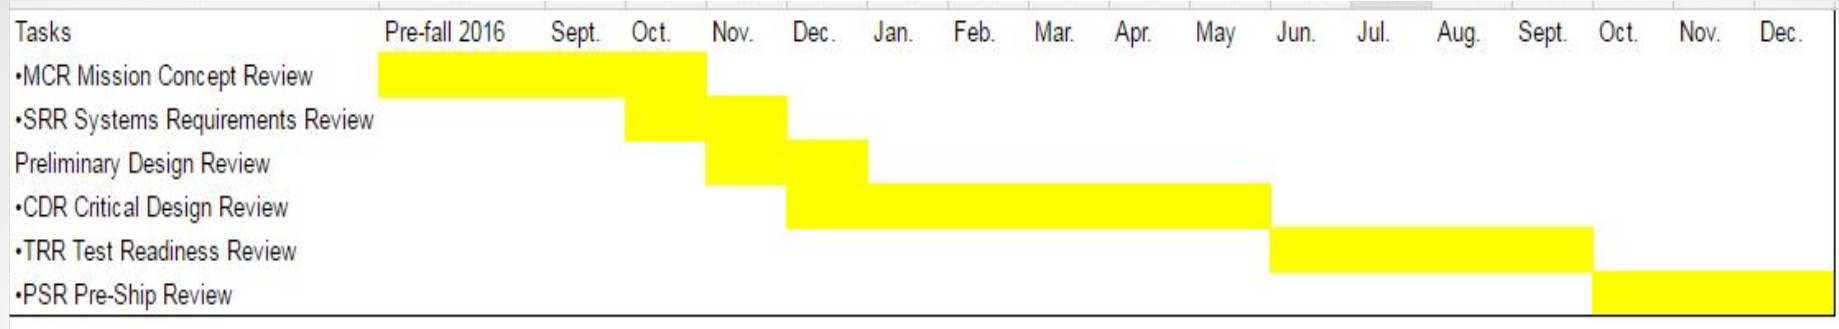 Tasks Pre-fall 2016 Sept. Oct. Nov. Dec. Jan. Feb. Mar. Apr. May Jun. Jul. Aug. Sept. Oct. Nov. Dec.
•MCR Mission Concept Review
•SRR Systems Requirements Review
Preliminary Design Review
•CDR Critical Design Review
•TRR Test Readiness Review
•PSR Pre-Ship Review